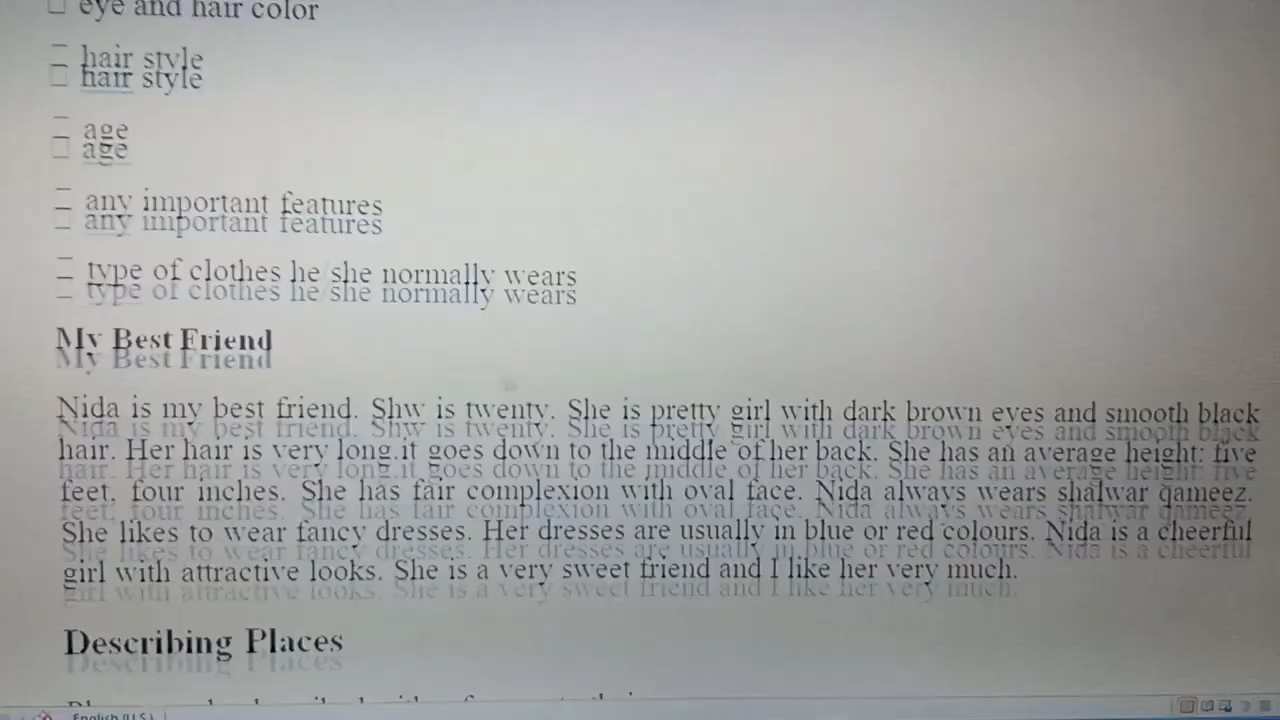 eye and hair color
hair style
age
any important features
type of clothes he/she normally wears
My Best Friend
Nida is my best friend. Shw is twenty. She is pretty girl with dark brown eyes and smooth black
hair. Her hair is very long.it goes down to the middle of her back. She has an average height: five
feet, four inches. She has fair complexion with oval face. Nida always wears shalwar qameez.
She likes to wear fancy dresses. Her dresses are usually in blue or red colours. Nida is a cheerful
girl with attractive looks. She is a very sweet friend and I like her very much.
Describing Places
English (U.S.)